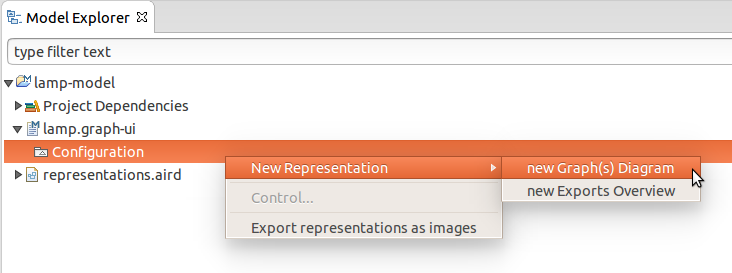 Model Explorer
type filter text
lamp-model
Project Dependencies
lamp.graph-ui
Configuration
New Representation
new Graph(s) Diagram
representations.aird
new Exports Overview
Control...
Export representations as images